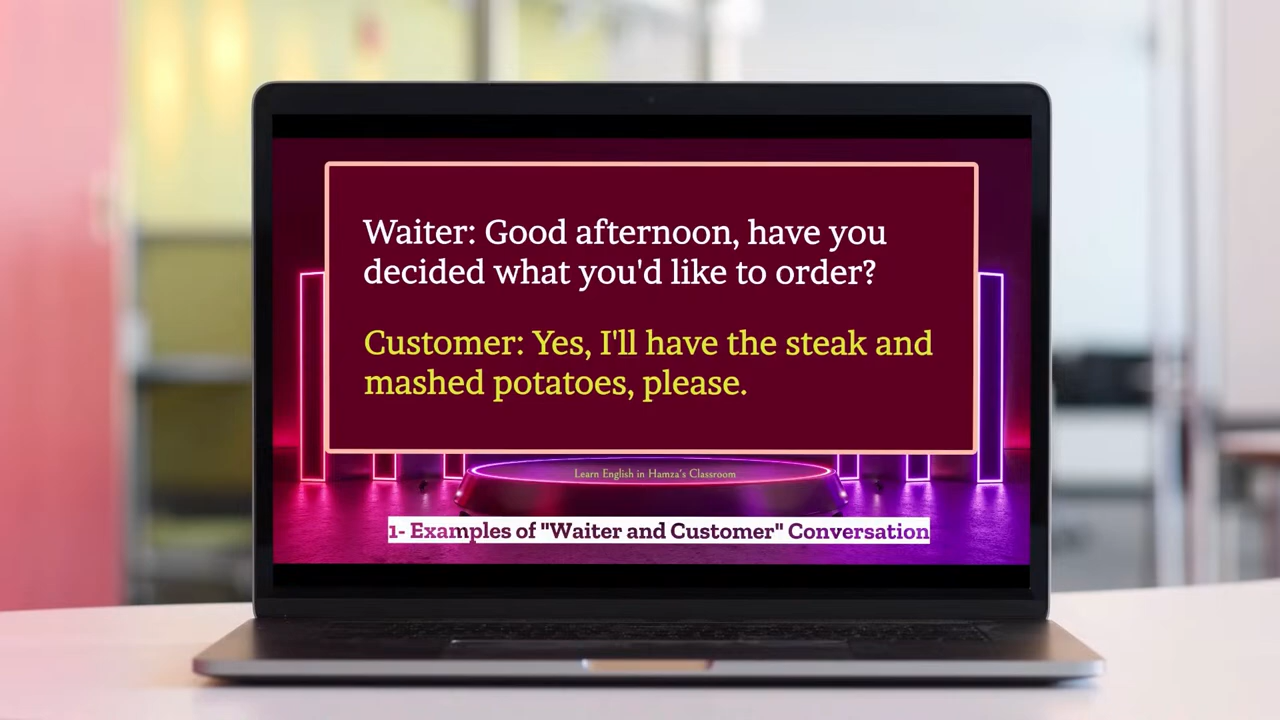 Waiter: Good afternoon, have you
decided what you'd like to order?
Customer: Yes, I'll have the steak and
mashed potatoes, please.
Learn English in Hamza's Classroom
1- Examples of "Waiter and Customer" Conversation